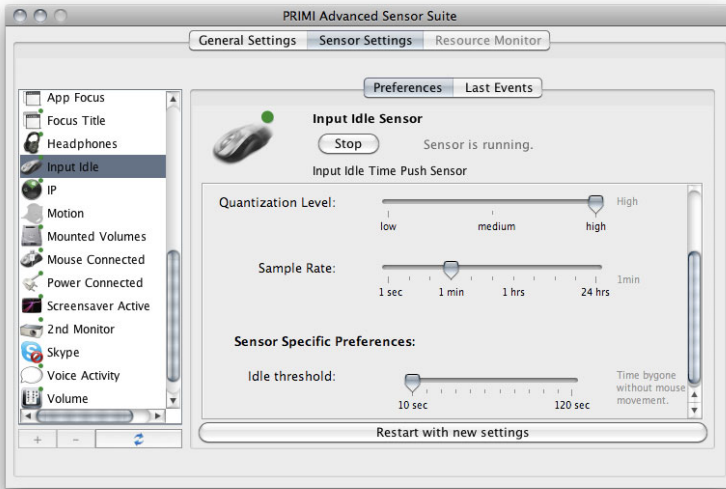 PRIMI Advanced Sensor Suite
General Settings Sensor Settings Resource Monitor
App Focus
Focus Title
Headphones
Input Idle
IP
Motion
Mounted Volumes
Mouse Connected
Power Connected
Screensaver Active
2nd Monitor
Skype
Voice Activity
Volume
+ -
Preferences Last Events
Input Idle Sensor
Stop Sensor is running.
Input Idle Time Push Sensor
Quantization Level: High
low medium high
Sample Rate: 1min
1 sec 1 min 1 hrs 24 hrs
Sensor Specific Preferences:
Idle threshold: Time bygone
without mouse
movement.
10 sec 120 sec
Restart with new settings